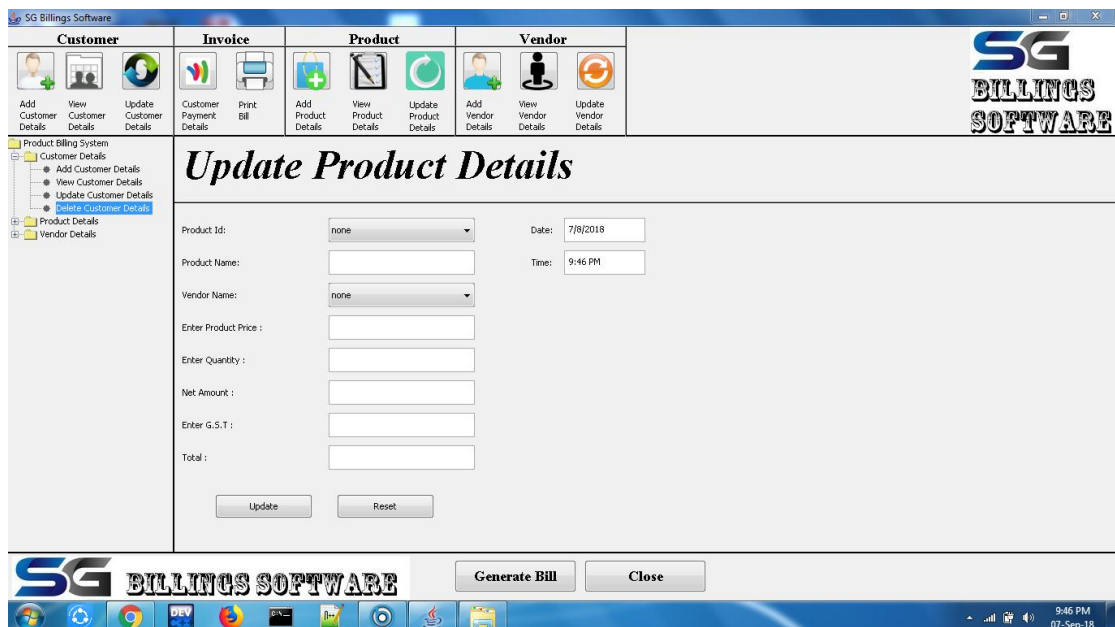 SG Billings Software
Customer Invoice Product Vendor
Add Customer Details
View Customer Details
Update Customer Details
Customer Payment Details
Print Bill
Add Product Details
View Product Details
Update Product Details
Add Vendor Details
View Vendor Details
Update Vendor Details
SG
BILLINGS
SOFTWARE
Product Billing System
Customer Details
Add Customer Details
View Customer Details
Update Customer Details
Delete Customer Details
Product Details
Vendor Details
Update Product Details
Product Id: none Date: 7/8/2018
Product Name: Time: 9:46 PM
Vendor Name: none
Enter Product Price :
Enter Quantity :
Net Amount :
Enter G.S.T :
Total :
Update Reset
SG BILLINGS SOFTWARE
Generate Bill Close
DEV
9:46 PM
07-Sep-18